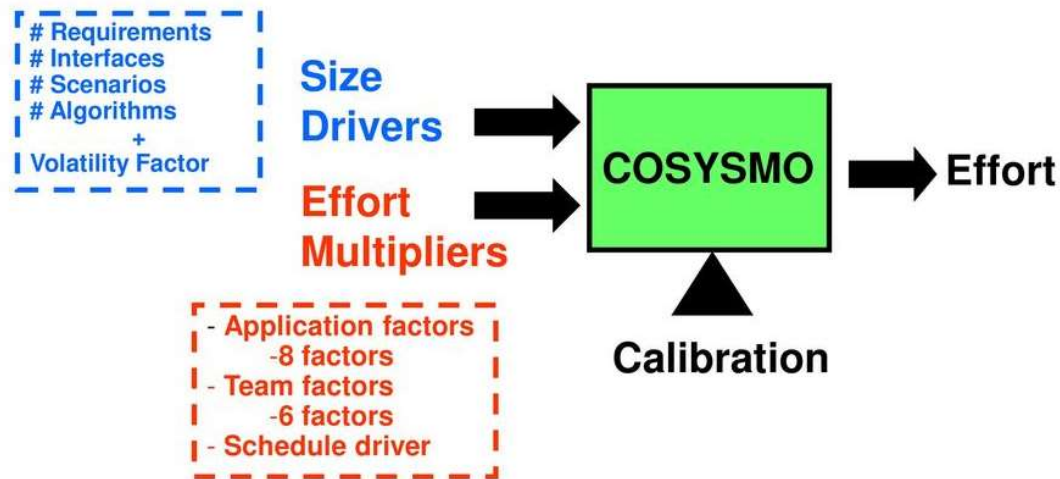 # Requirements
# Interfaces
# Scenarios
# Algorithms
+
Volatility Factor
Size
Drivers
Effort
Multipliers
COSYSMO
Effort
Calibration
- Application factors
-8 factors
- Team factors
-6 factors
- Schedule driver